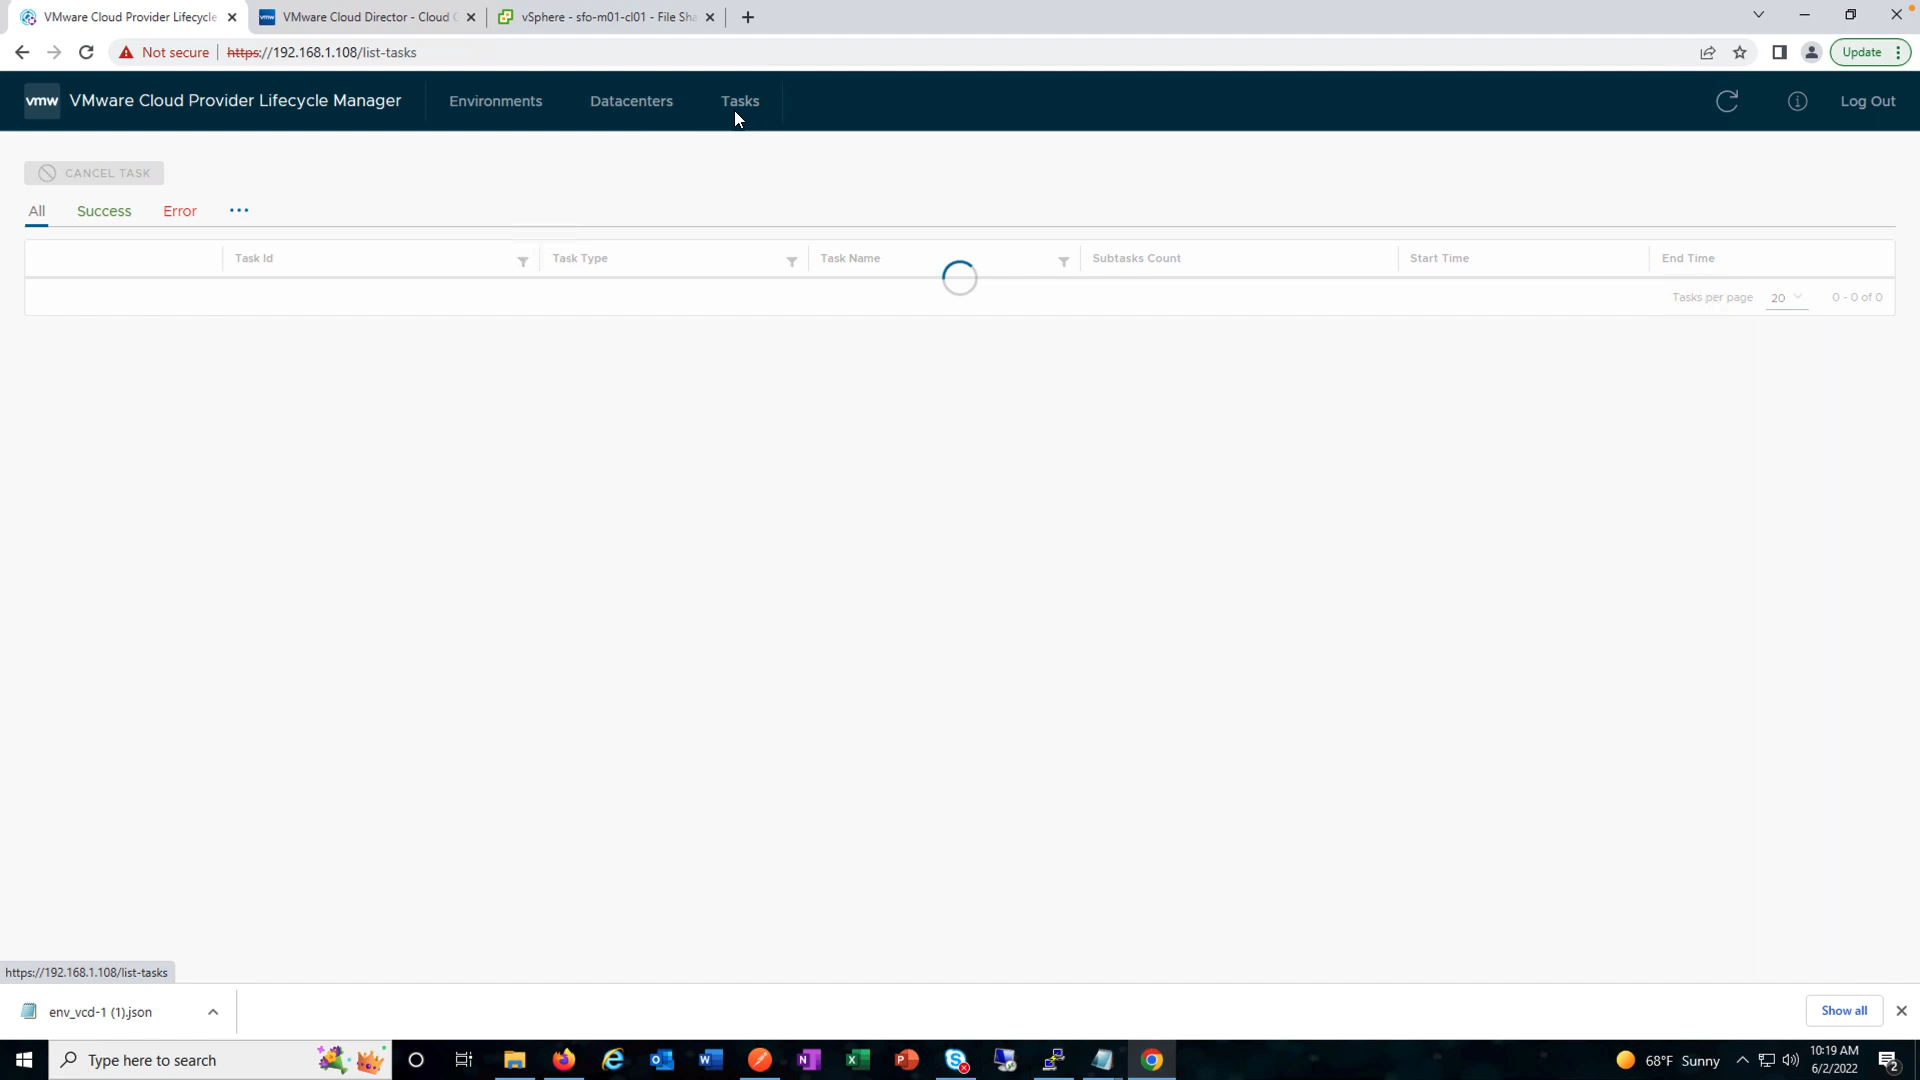 VMware Cloud Provider Lifecycle
VMware Cloud Director - Cloud
vSphere - sfo-m01-cl01 - File Sha
Not secure
https://192.168.1.108/list-tasks
Update
vmw
VMware Cloud Provider Lifecycle Manager
Environments
Datacenters
Tasks
Log Out
CANCEL TASK
All
Success
Error
Task Id
Task Type
Task Name
Subtasks Count
Start Time
End Time
Tasks per page
20
0 - 0 of 0
https://192.168.1.108/list-tasks
env_vcd-1 (1).json
Show all
Type here to search
68°F Sunny
10:19 AM
6/2/2022
2